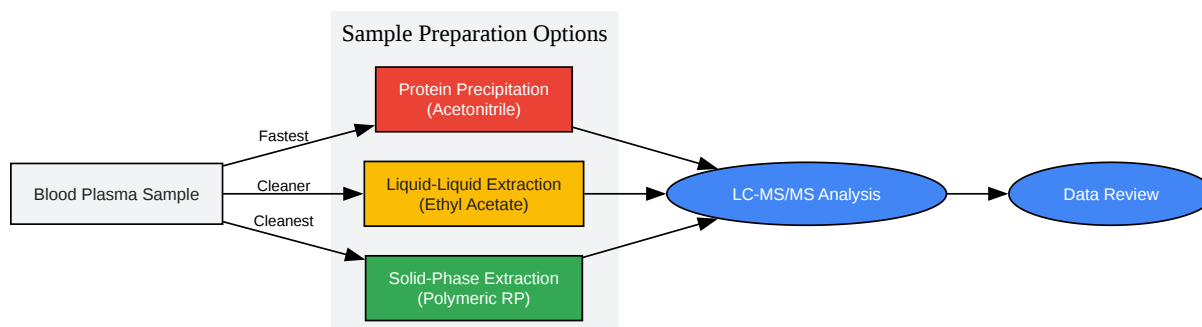 Sample Preparation Options
Protein Precipitation
(Acetonitrile)
Fastest
Blood Plasma Sample
Cleaner
Liquid-Liquid Extraction
(Ethyl Acetate)
LC-MS/MS Analysis
Data Review
Cleanest
Solid-Phase Extraction
(Polymeric RP)